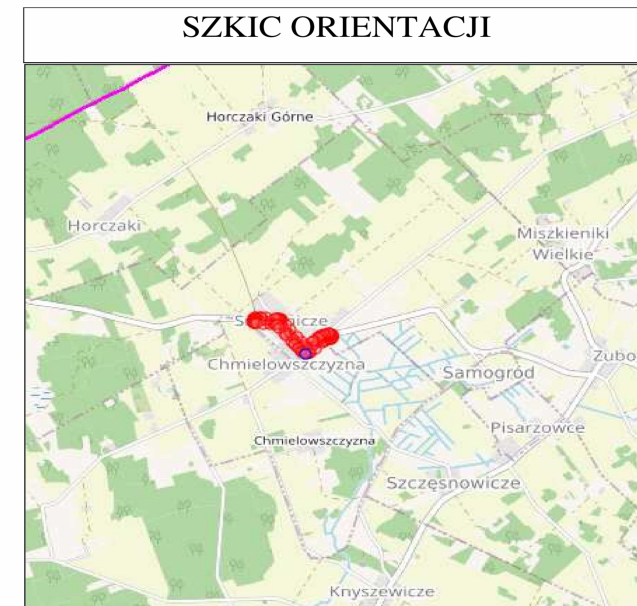 SZKIC ORIENTACJI
Horczaki Górne
Horczaki
Miszkieniki
Wielkie
Chmielowszczyzna
Zubo
Samogród
Pisarzowce
Chmielowszczyzna
Szczęsnowicze
Knyszewicze